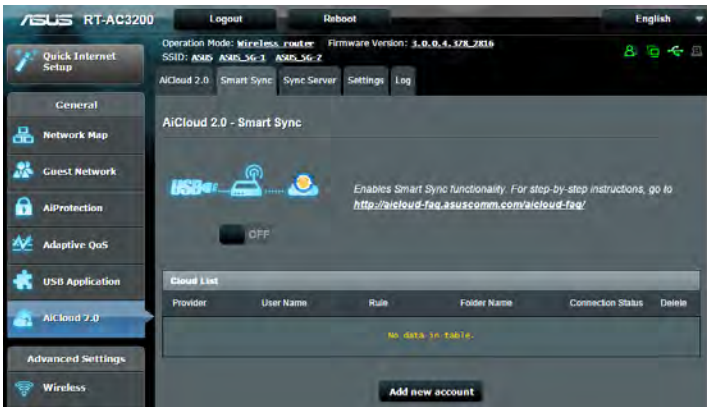 ASUS RT-AC3200
Logout
Reboot
English
Quick Internet
Setup
Operation Mode: Wireless router Firmware Version: 3.0.0.4.378_2816
SSID: ASUS ASUS_5G-1 ASUS_5G-2
AiCloud 2.0 Smart Sync Sync Server Settings Log
General
Network Map
Guest Network
AiProtection
Adaptive QoS
USB Application
AiCloud 2.0
Advanced Settings
Wireless
AiCloud 2.0 - Smart Sync
USB
Enables Smart Sync functionality. For step-by-step instructions, go to
http://aicloud-faq.asuscomm.com/aicloud-faq/
OFF
Cloud List
Provider User Name Rule Folder Name Connection Status Delete
No data in table.
Add new account